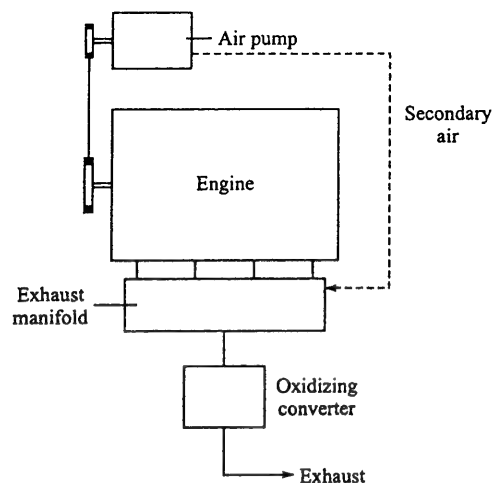 Air pump
Secondary
air
Engine
Exhaust
manifold
Oxidizing
converter
Exhaust